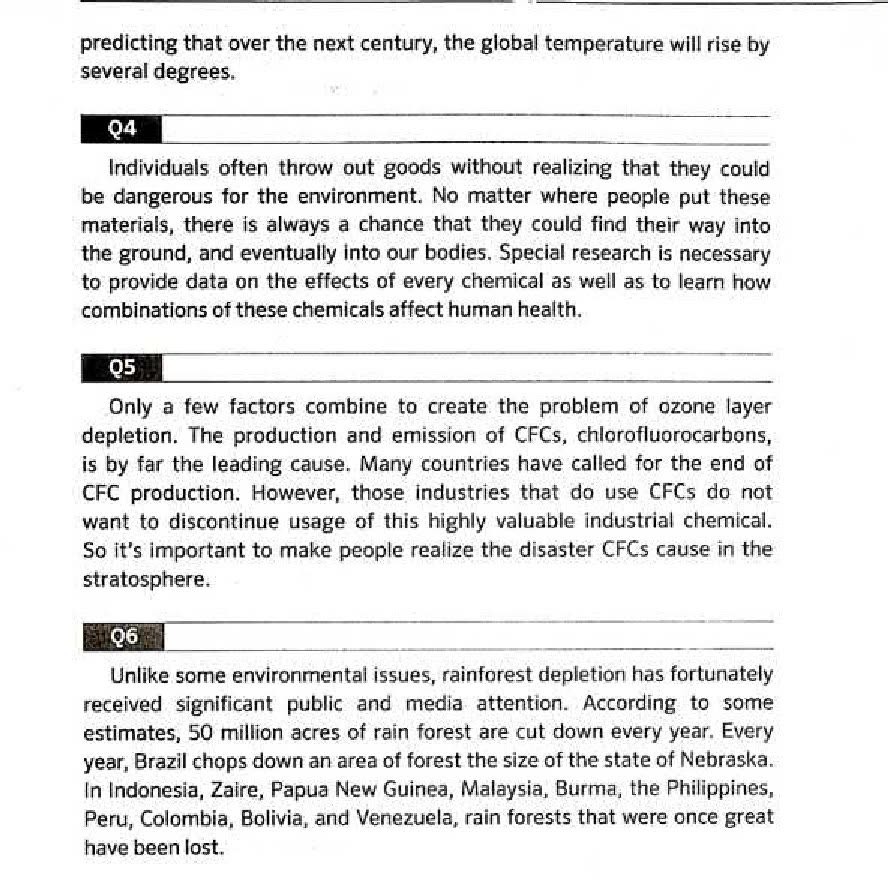 predicting that over the next century, the global temperature will rise by
several degrees.
Q4
Individuals often throw out goods without realizing that they could
be dangerous for the environment. No matter where people put these
materials, there is always a chance that they could find their way into
the ground, and eventually into our bodies. Special research is necessary
to provide data on the effects of every chemical as well as to learn how
combinations of these chemicals affect human health.
Q5
Only a few factors combine to create the problem of ozone layer
depletion. The production and emission of CFCs, chlorofluorocarbons,
is by far the leading cause. Many countries have called for the end of
CFC production. However, those industries that do use CFCs do not
want to discontinue usage of this highly valuable industrial chemical.
So it's important to make people realize the disaster CFCs cause in the
stratosphere.
Q6
Unlike some environmental issues, rainforest depletion has fortunately
received significant public and media attention. According to some
estimates, 50 million acres of rain forest are cut down every year. Every
year, Brazil chops down an area of forest the size of the state of Nebraska.
In Indonesia, Zaire, Papua New Guinea, Malaysia, Burma, the Philippines,
Peru, Colombia, Bolivia, and Venezuela, rain forests that were once great
have been lost.